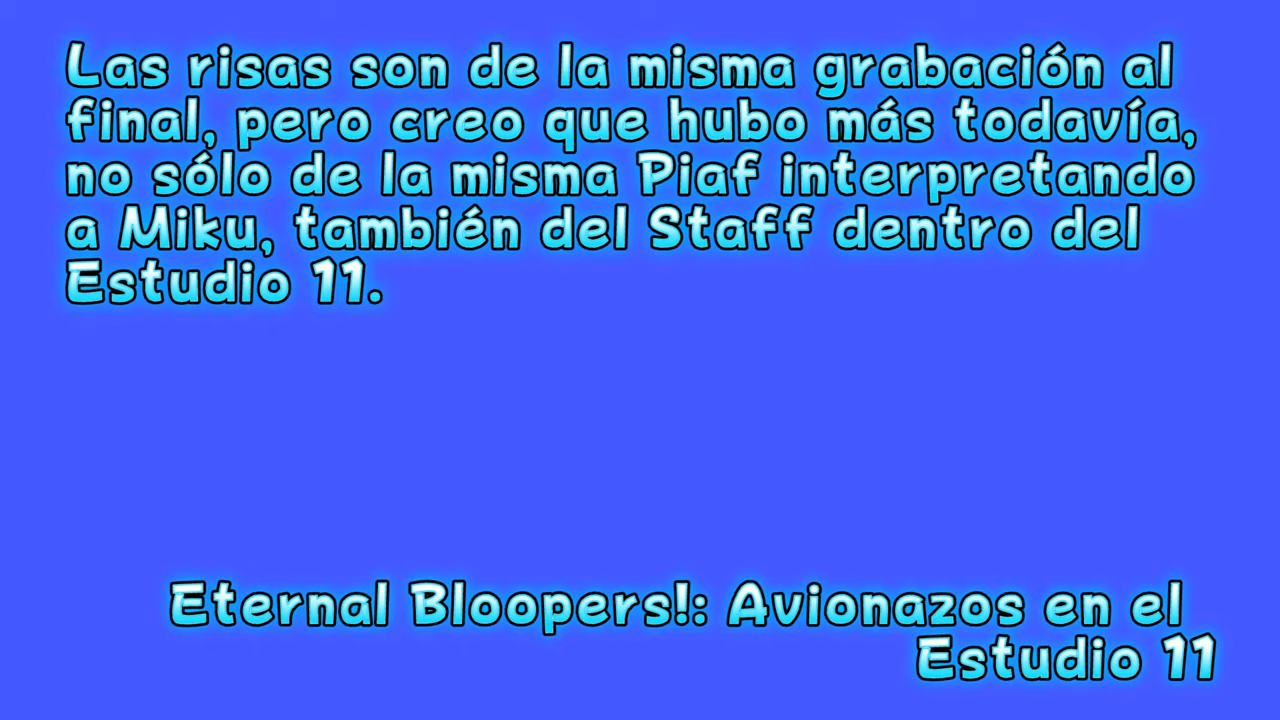 Las risas son de la misma grabación al
final, pero creo que hubo más todavía,
no sólo de la misma Piaf interpretando
a Miku, también del Staff dentro del
Estudio 11.
Eternal Bloopers!: Avionazos en el
Estudio 11